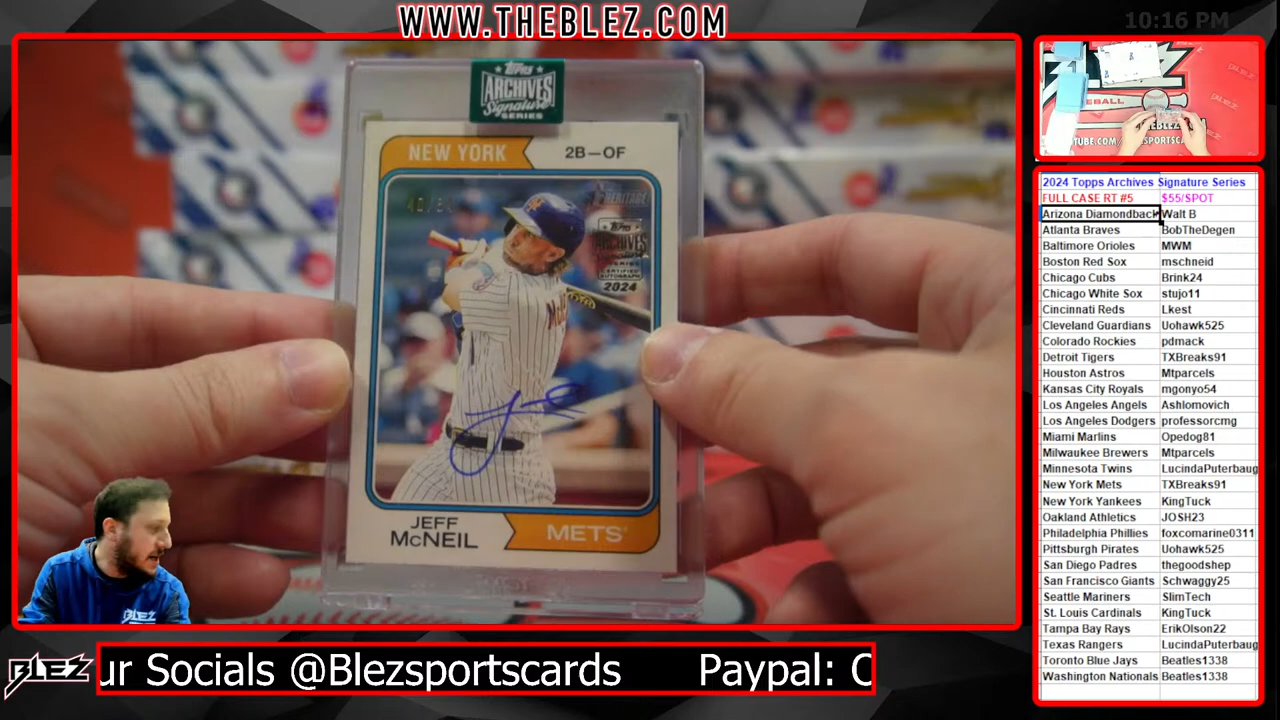 WWW.THEBLEZ.COM
10:16 PM
Topps
ARCHIVES
Signature
SERIES
NEW YORK
2B—OF
HERITAGE
Topps
ARCHIVES
CERTIFIED
AUTOGRAPH
2024
JEFF
McNEIL
METS
BLEZ
ur Socials @Blezsportscards Paypal: C
EBALL
2024 Topps Archives Signature Series
FULL CASE RT #5 $55/SPOT
Arizona Diamondback Walt B
Atlanta Braves BobTheDegen
Baltimore Orioles MWM
Boston Red Sox mschneid
Chicago Cubs Brink24
Chicago White Sox stujo11
Cincinnati Reds Lkest
Cleveland Guardians Uohawk525
Colorado Rockies pdmack
Detroit Tigers TXBreaks91
Houston Astros Mtparcels
Kansas City Royals mgonyo54
Los Angeles Angels Ashlomovich
Los Angeles Dodgers professorcmg
Miami Marlins Opedog81
Milwaukee Brewers Mtparcels
Minnesota Twins LucindaPuterbaug
New York Mets TXBreaks91
New York Yankees KingTuck
Oakland Athletics JOSH23
Philadelphia Phillies foxcomarine0311
Pittsburgh Pirates Uohawk525
San Diego Padres thegoodshep
San Francisco Giants Schwaggy25
Seattle Mariners SlimTech
St. Louis Cardinals KingTuck
Tampa Bay Rays ErikOlson22
Texas Rangers LucindaPuterbaug
Toronto Blue Jays Beatles1338
Washington Nationals Beatles1338